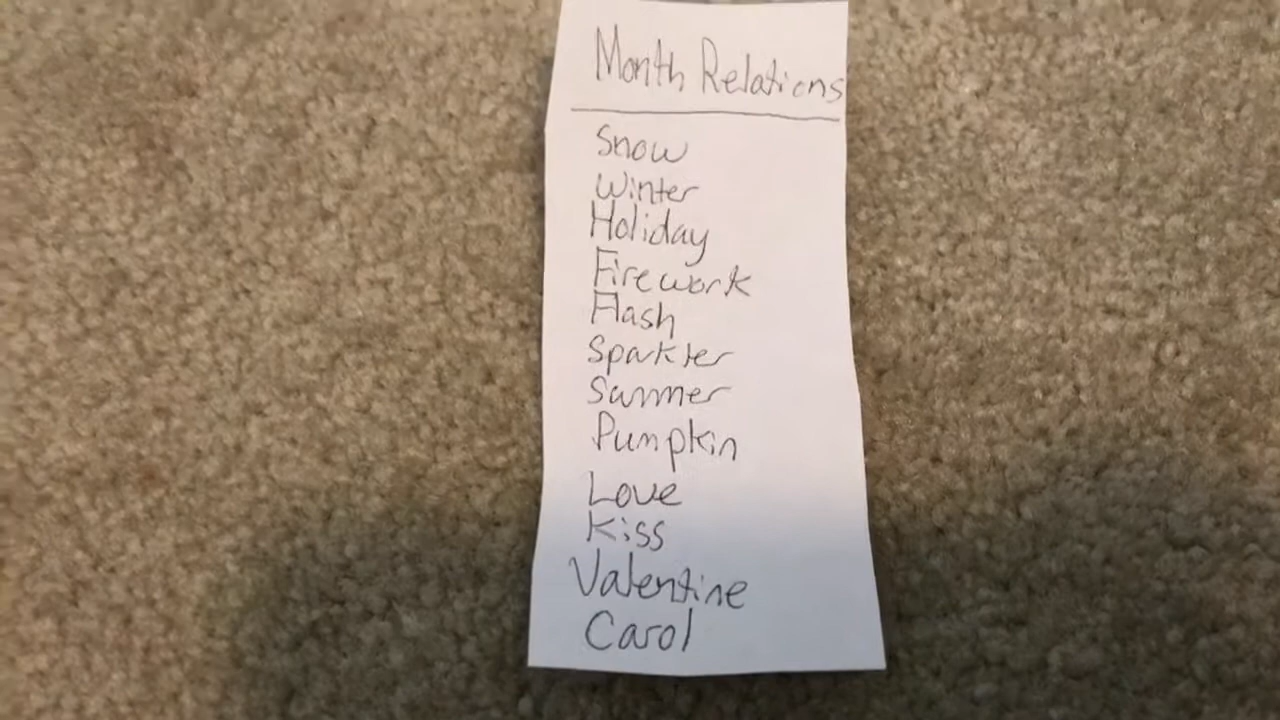 Month Relations
Snow
Winter
Holiday
Firework
Flash
Sparkler
Summer
Pumpkin
Love
Kiss
Valentine
Carol